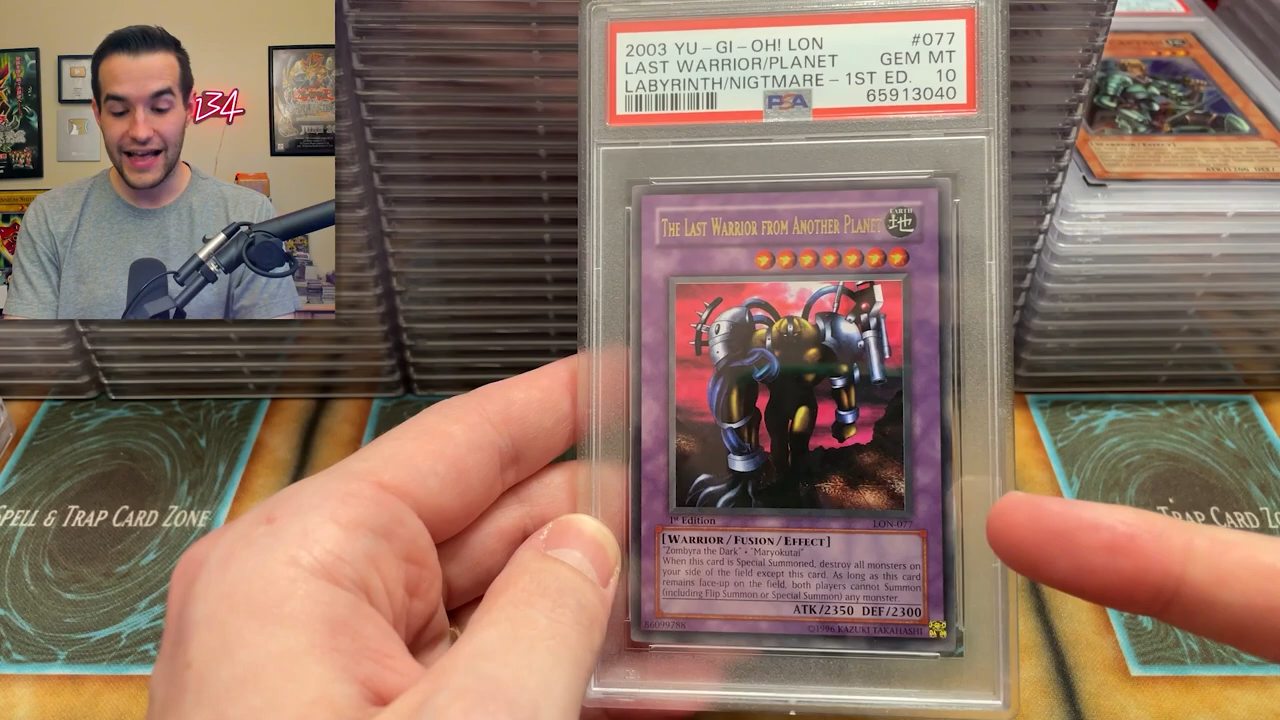 2003 YU-GI-OH! LON #077
LAST WARRIOR/PLANET GEM MT
LABYRINTH/NIGTMARE-1ST ED. 10
PSA 65913040
THE LAST WARRIOR FROM ANOTHER PLANET
EARTH
地
1st Edition LON-077
[WARRIOR/FUSION/EFFECT]
"Zombyra the Dark" • "Maryokutai"
When this card is Special Summoned, destroy all monsters on
your side of the field except this card. As long as this card
remains face-up on the field, both players cannot Summon
(including Flip Summon or Special Summon) any monster.
ATK/2350 DEF/2300
86099788 ©1996 KAZUKI TAKAHASHI
SPELL & TRAP CARD ZONE
TRAP CARD ZO
134